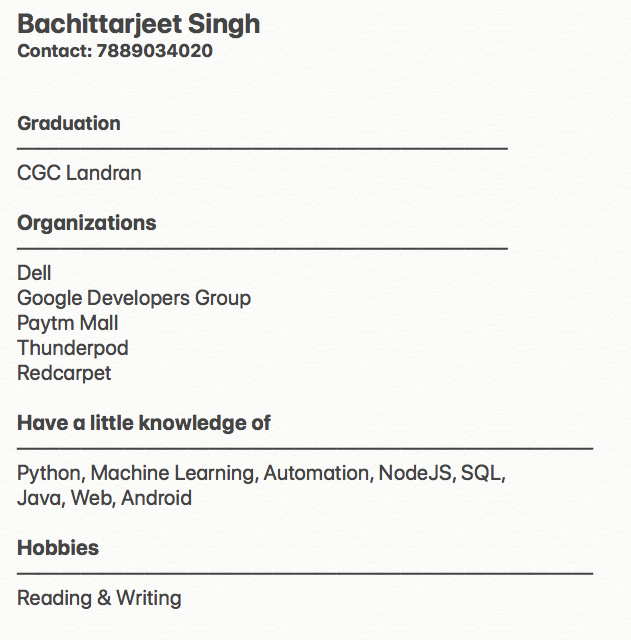 Bachittarjeet Singh
Contact: 7889034020
Graduation
CGC Landran
Organizations
Dell
Google Developers Group
Paytm Mall
Thunderpod
Redcarpet
Have a little knowledge of
Python, Machine Learning, Automation, NodeJS, SQL,
Java, Web, Android
Hobbies
Reading & Writing